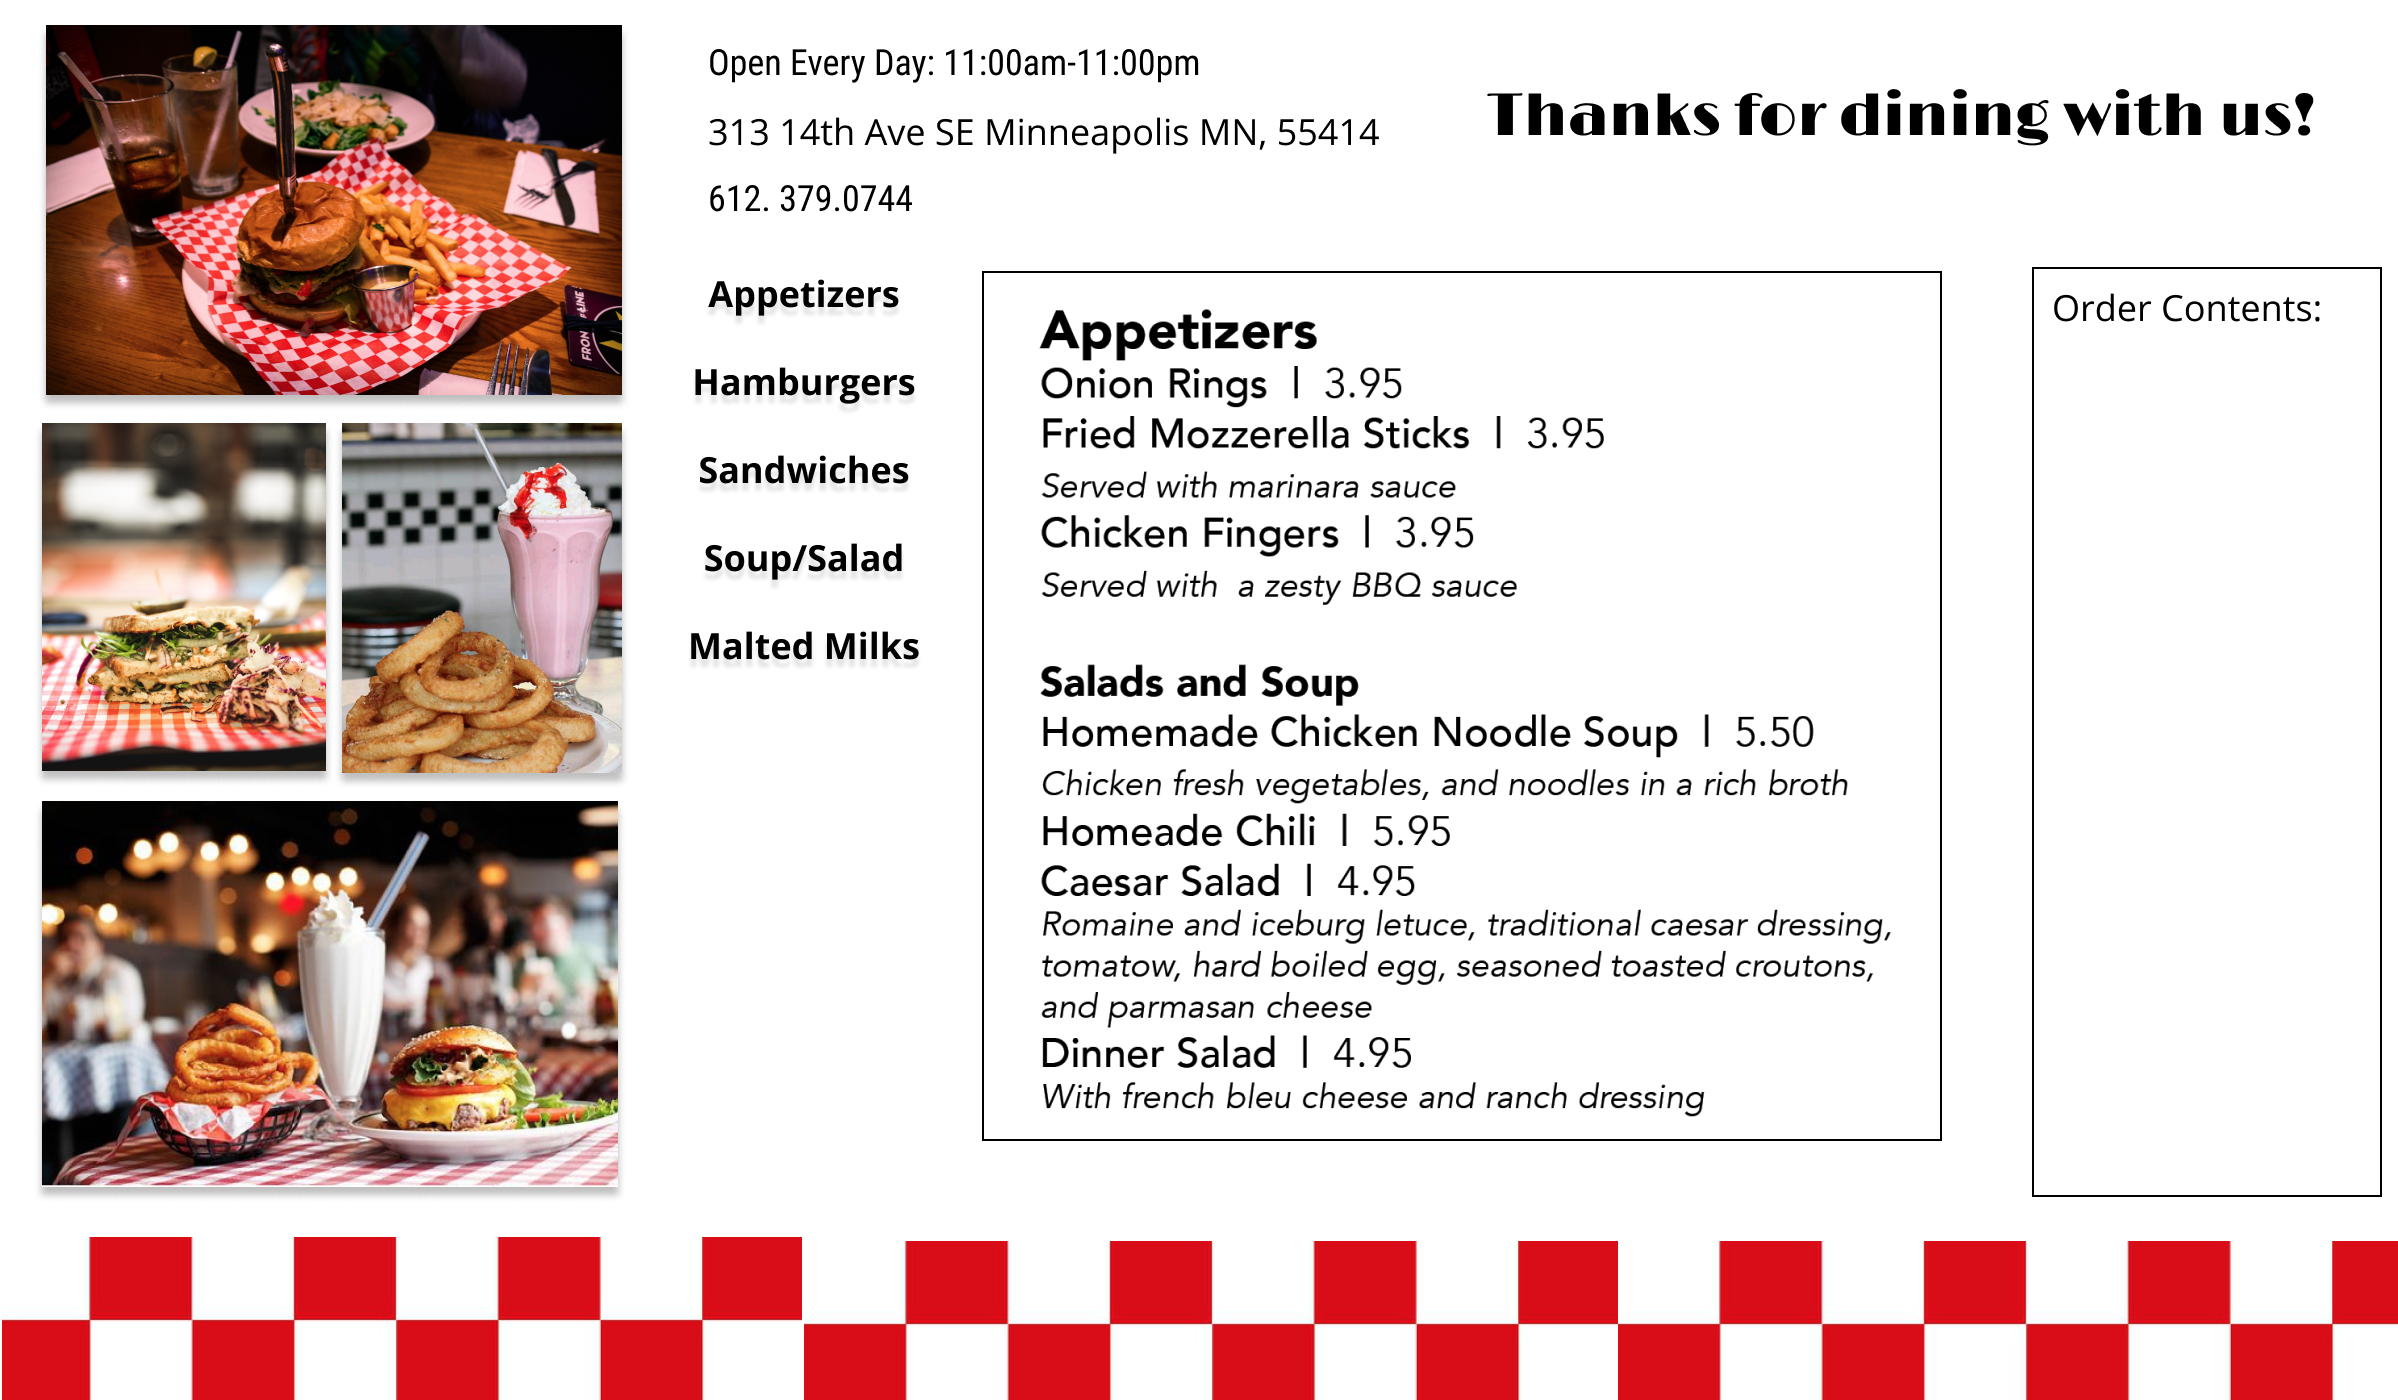 Open Every Day: 11:00am-11:00pm
313 14th Ave SE Minneapolis MN, 55414
612. 379.0744
Thanks for dining with us!
Appetizers
Hamburgers
Sandwiches
Soup/Salad
Malted Milks
Appetizers
Onion Rings | 3.95
Fried Mozzerella Sticks | 3.95
Served with marinara sauce
Chicken Fingers | 3.95
Served with a zesty BBQ sauce
Salads and Soup
Homemade Chicken Noodle Soup | 5.50
Chicken fresh vegetables, and noodles in a rich broth
Homeade Chili | 5.95
Caesar Salad | 4.95
Romaine and iceburg letuce, traditional caesar dressing,
tomatow, hard boiled egg, seasoned toasted croutons,
and parmasan cheese
Dinner Salad | 4.95
With french bleu cheese and ranch dressing
Order Contents: